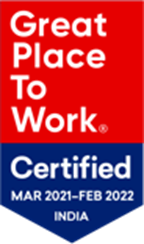 Great
Place
To
Work®
Certified
MAR 2021–FEB 2022
INDIA